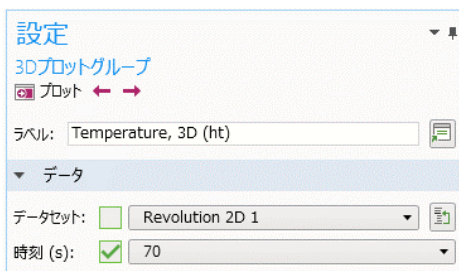 設定
3Dプロットグループ
プロット
ラベル: Temperature, 3D (ht)
データ
データセット: Revolution 2D 1
時刻 (s): 70